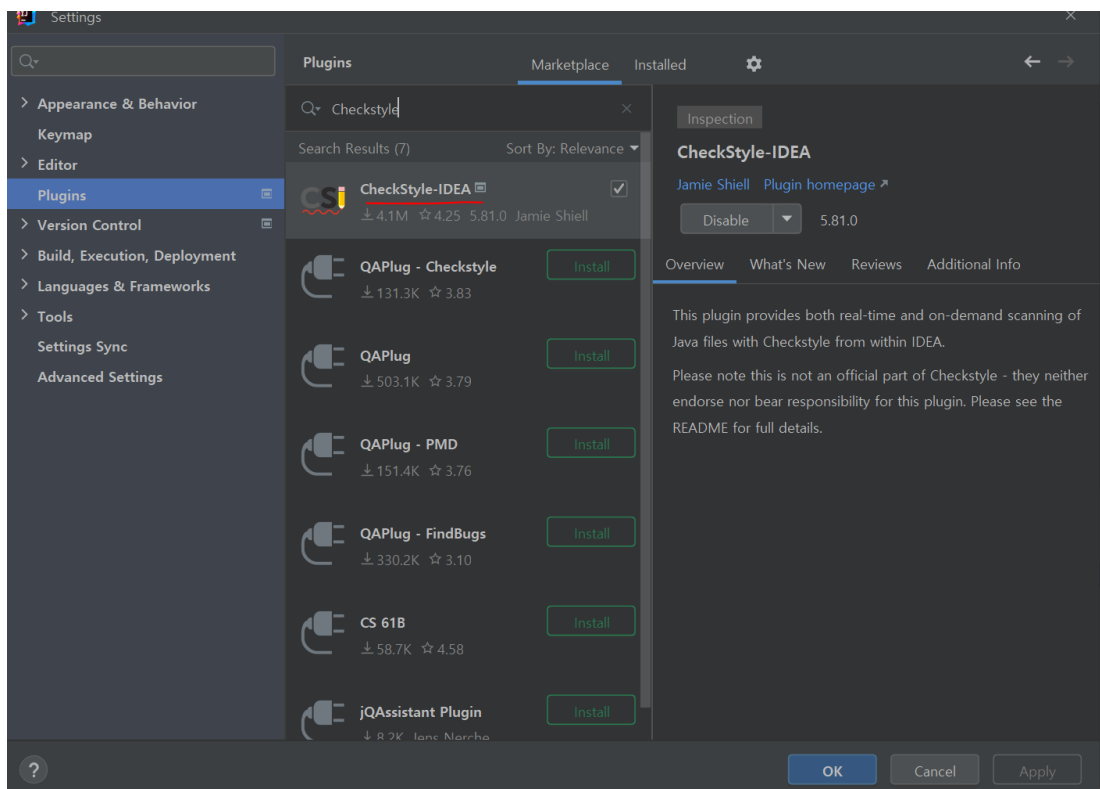 Settings
Plugins
Marketplace
Installed
Appearance & Behavior
Keymap
Editor
Plugins
Version Control
Build, Execution, Deployment
Languages & Frameworks
Tools
Settings Sync
Advanced Settings
Checkstyle
Search Results (7)
Sort By: Relevance
CSi
CheckStyle-IDEA
4.1M 4.25 5.81.0 Jamie Shiell
QAPlug - Checkstyle
Install
131.3K 3.83
QAPlug
Install
503.1K 3.79
QAPlug - PMD
Install
151.4K 3.76
QAPlug - FindBugs
Install
330.2K 3.10
CS 61B
Install
58.7K 4.58
jQAssistant Plugin
Install
8.2K Jens Nerche
Inspection
CheckStyle-IDEA
Jamie Shiell Plugin homepage
Disable
5.81.0
Overview
What's New
Reviews
Additional Info
This plugin provides both real-time and on-demand scanning of
Java files with Checkstyle from within IDEA.
Please note this is not an official part of Checkstyle - they neither
endorse nor bear responsibility for this plugin. Please see the
README for full details.
?
OK
Cancel
Apply